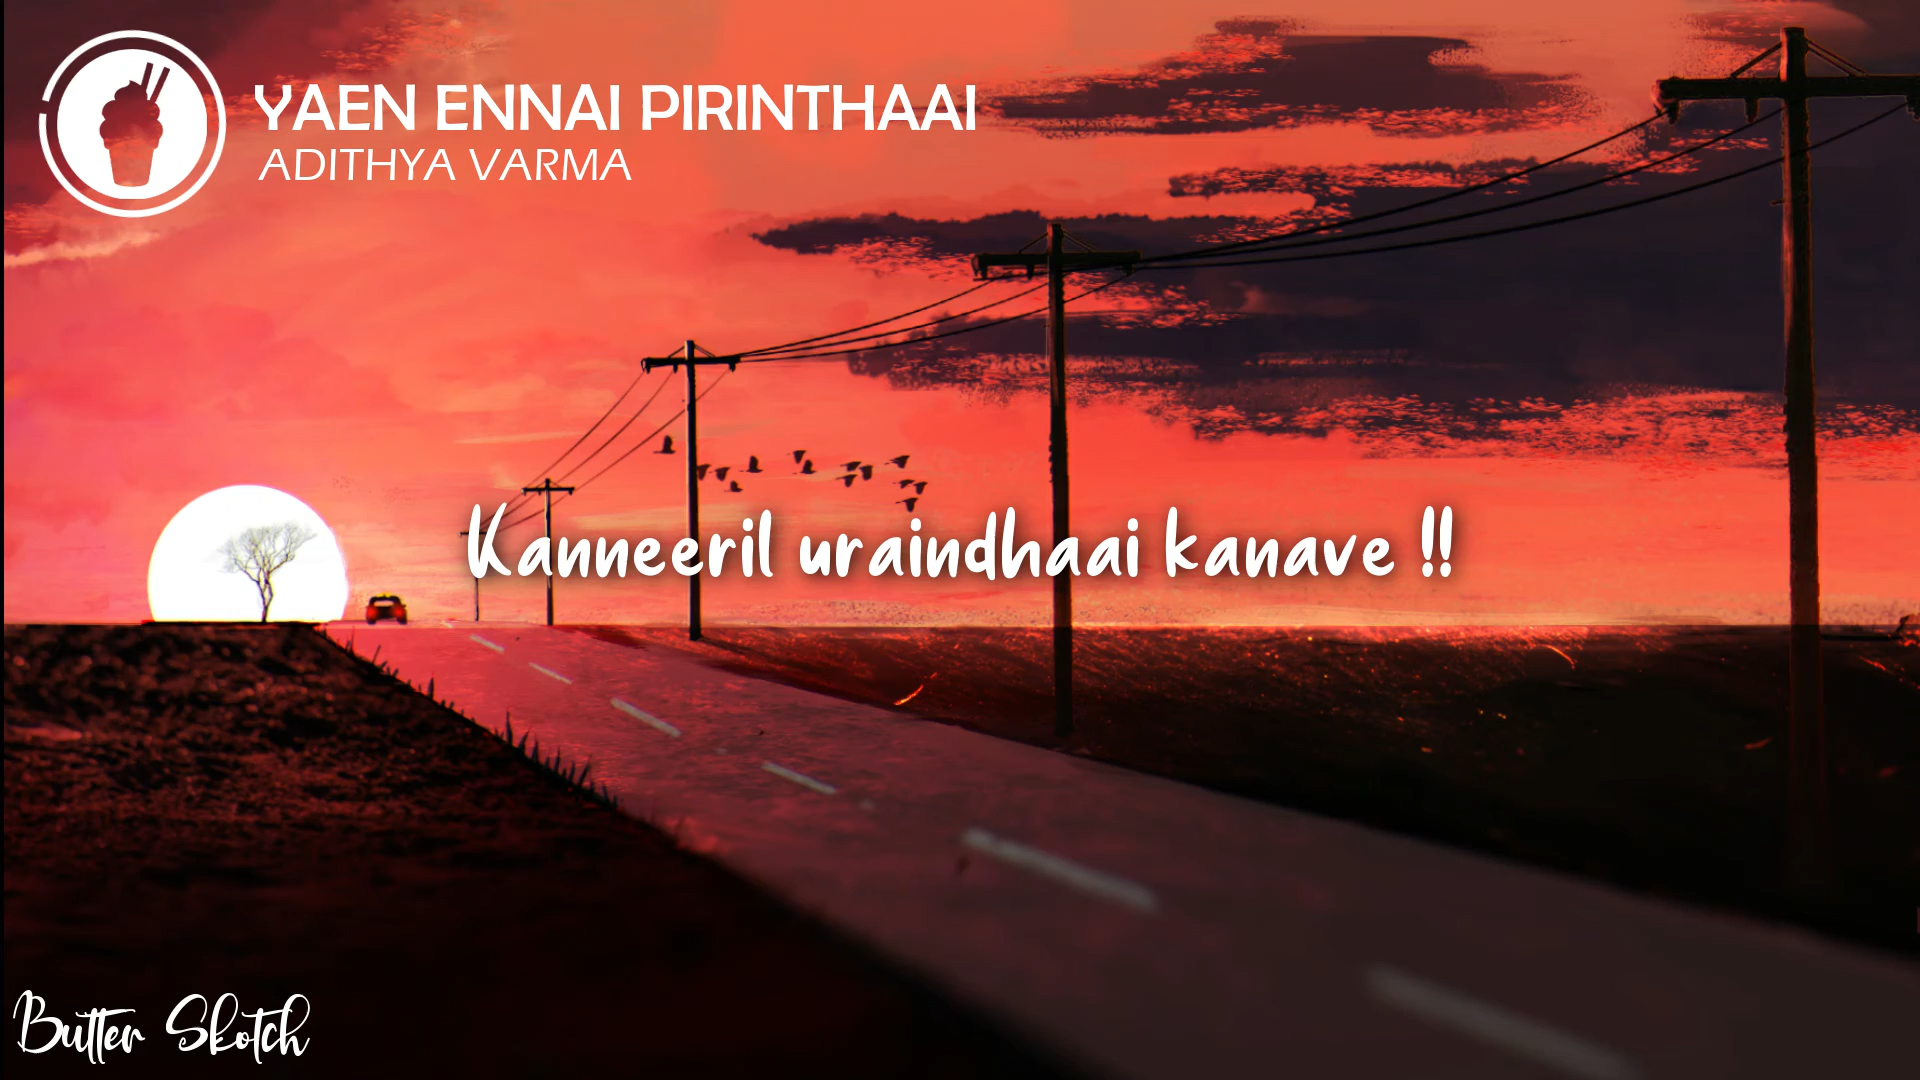 YAEN ENNAI PIRINTHAAI
ADITHYA VARMA
Kanneeril uraindhaai kanave !!
Butter Skotch